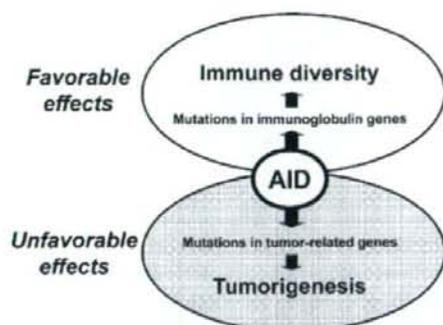 Favorable
effects
Immune diversity
Mutations in immunoglobulin genes
AID
Unfavorable
effects
Mutations in tumor-related genes
Tumorigenesis